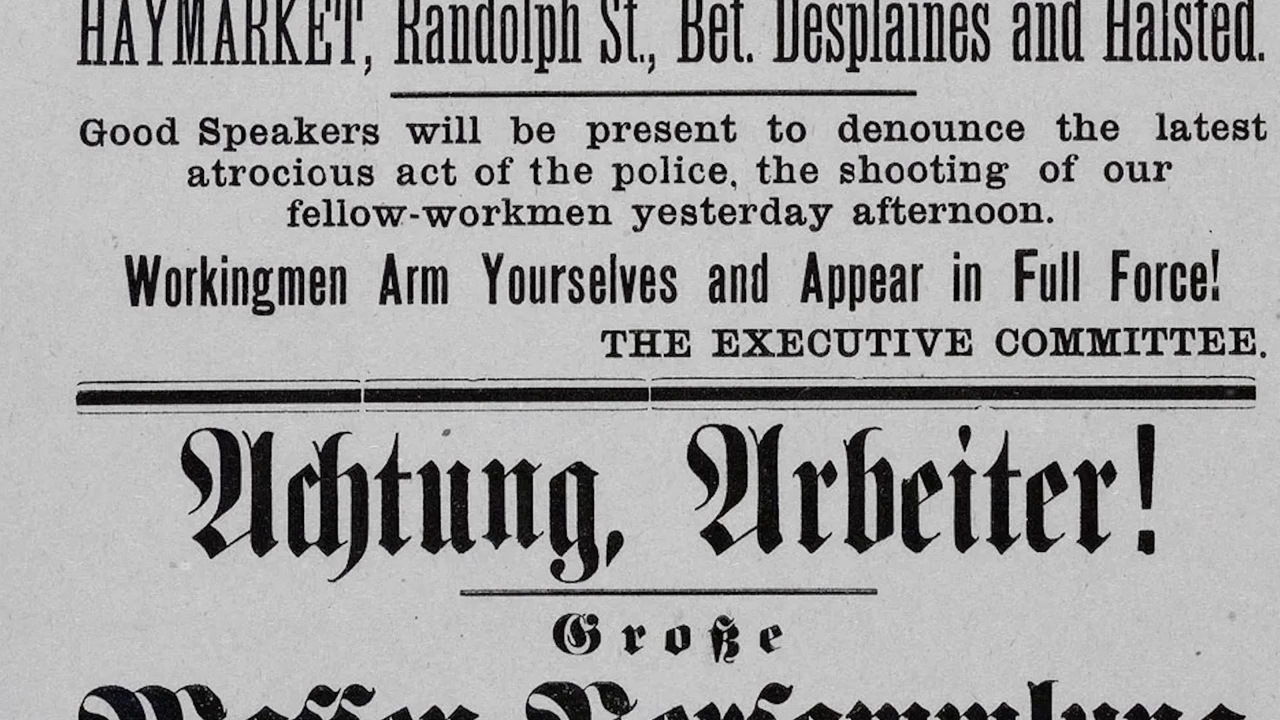 HAYMARKET, Randolph St., Bet. Desplaines and Halsted.
Good Speakers will be present to denounce the latest
atrocious act of the police, the shooting of our
fellow-workmen yesterday afternoon.
Workingmen Arm Yourselves and Appear in Full Force!
THE EXECUTIVE COMMITTEE.
Achtung, Arbeiter!
Große
Massen-Versammlung